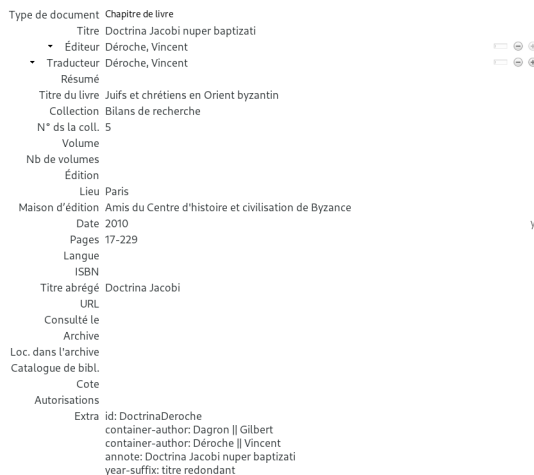 Type de document Chapitre de livre
Titre Doctrina Jacobi nuper baptizati
Éditeur Déroche, Vincent
Traducteur Déroche, Vincent
Résumé
Titre du livre Juifs et chrétiens en Orient byzantin
Collection Bilans de recherche
N° ds la coll. 5
Volume
Nb de volumes
Édition
Lieu Paris
Maison d'édition Amis du Centre d'histoire et civilisation de Byzance
Date 2010 y
Pages 17-229
Langue
ISBN
Titre abrégé Doctrina Jacobi
URL
Consulté le
Archive
Loc. dans l'archive
Catalogue de bibl.
Cote
Autorisations
Extra id: DoctrinaDeroche
container-author: Dagron || Gilbert
container-author: Déroche || Vincent
annote: Doctrina Jacobi nuper baptizati
year-suffix: titre redondant